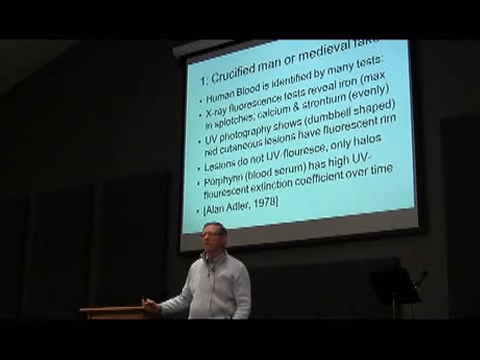 1: Crucified man or medieval fake
• Human Blood is identified by many tests:
• X-ray fluorescence tests reveal iron (max
in splotches; calcium & strontium (evenly)
• UV photography shows (dumbbell shaped)
red cutaneous lesions have fluorescent rim
• Lesions do not UV-flouresce, only halos
• Porphyrin (blood serum) has high UV-
flourescent extinction coefficient over time
• [Alan Adler, 1978]